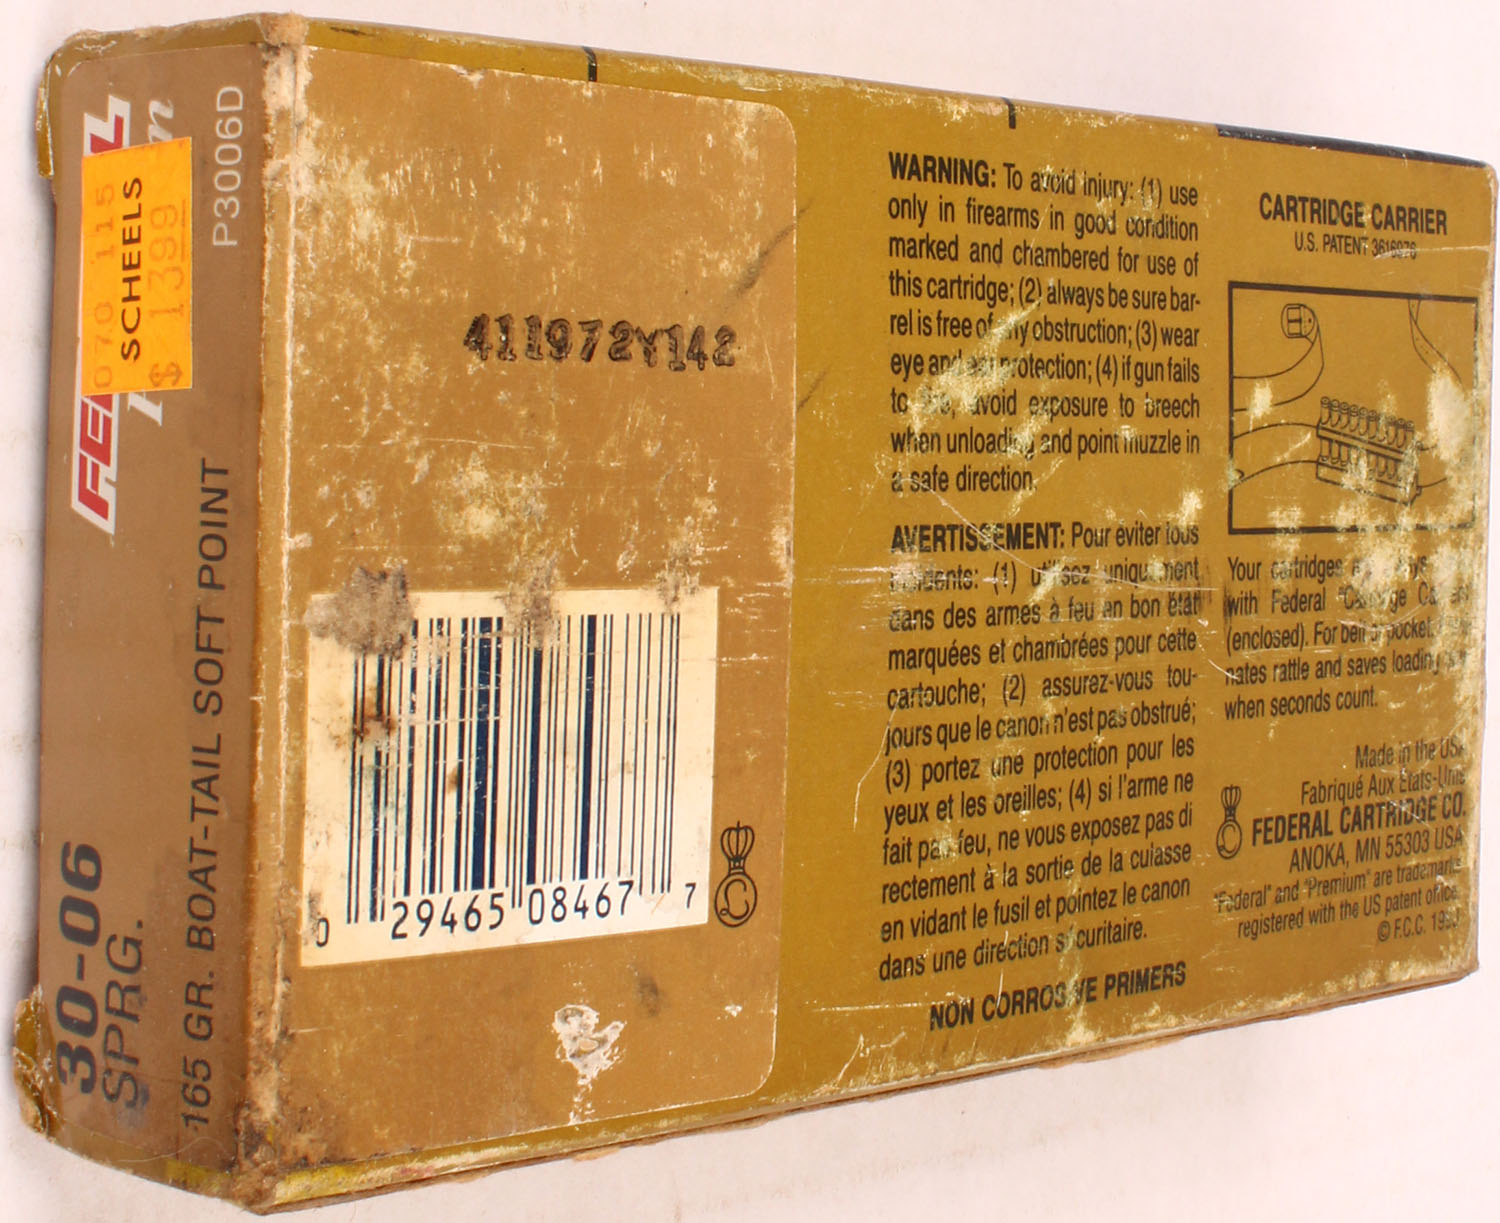 P3006D
070 115
SCHEELS
$ 1399
30-06
SPRG.
165 GR. BOAT-TAIL SOFT POINT
411972Y142
0 29465 08467 7
WARNING: To avoid injury: (1) use
only in firearms in good condition
marked and chambered for use of
this cartridge; (2) always be sure bar-
rel is free of any obstruction; (3) wear
eye and ear protection; (4) if gun fails
to fire, avoid exposure to breech
when unloading and point muzzle in
a safe direction.
AVERTISSEMENT: Pour éviter tous
incidents: (1) utilisez uniquement
dans des armes à feu en bon état
marquées et chambrées pour cette
cartouche; (2) assurez-vous tou-
jours que le canon n'est pas obstrué;
(3) portez une protection pour les
yeux et les oreilles; (4) si l'arme ne
fait pas feu, ne vous exposez pas di
rectement à la sortie de la culasse
en vidant le fusil et pointez le canon
dans une direction sécuritaire.
NON CORROSIVE PRIMERS
CARTRIDGE CARRIER
U.S. PATENT
Your cartridges
with Federal "Cartridge
(enclosed). For belt or pocket.
nates rattle and saves loading
when seconds count.
Made in the USA
Fabriqué Aux États-Unis
FEDERAL CARTRIDGE CO.
ANOKA, MN 55303 USA
"Federal" and "Premium" are trademarks
registered with the US patent office.
© F.C.C.